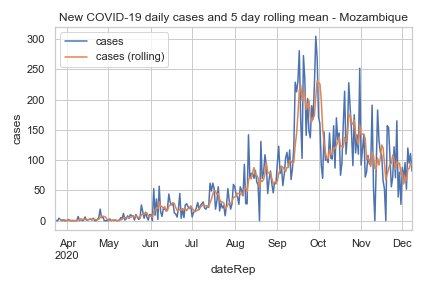 New COVID-19 daily cases and 5 day rolling mean - Mozambique
cases
cases (rolling)
300
250
200
150
100
50
0
cases
Apr May Jun Jul Aug Sep Oct Nov Dec
2020
dateRep